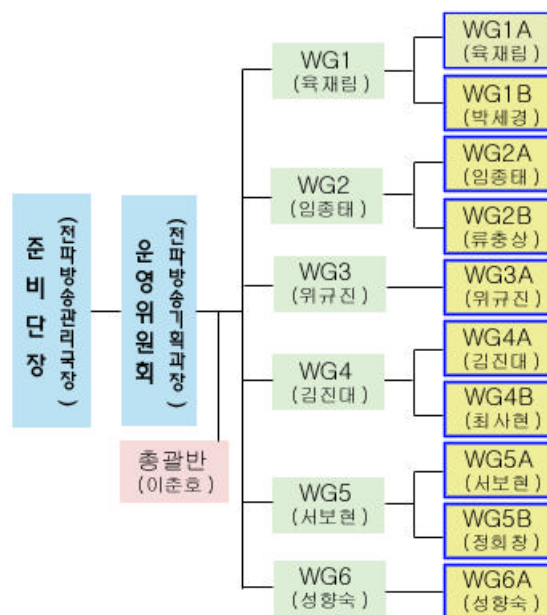 준비단장
(전파방송관리국장)
운영위원회
(전파방송기획과장)
총괄반
(이춘호)
WG1
(육재림)
WG1A
(육재림)
WG1B
(박세경)
WG2
(임종태)
WG2A
(임종태)
WG2B
(류충상)
WG3
(위규진)
WG3A
(위규진)
WG4
(김진대)
WG4A
(김진대)
WG4B
(최사현)
WG5
(서보현)
WG5A
(서보현)
WG5B
(정희창)
WG6
(성향숙)
WG6A
(성향숙)